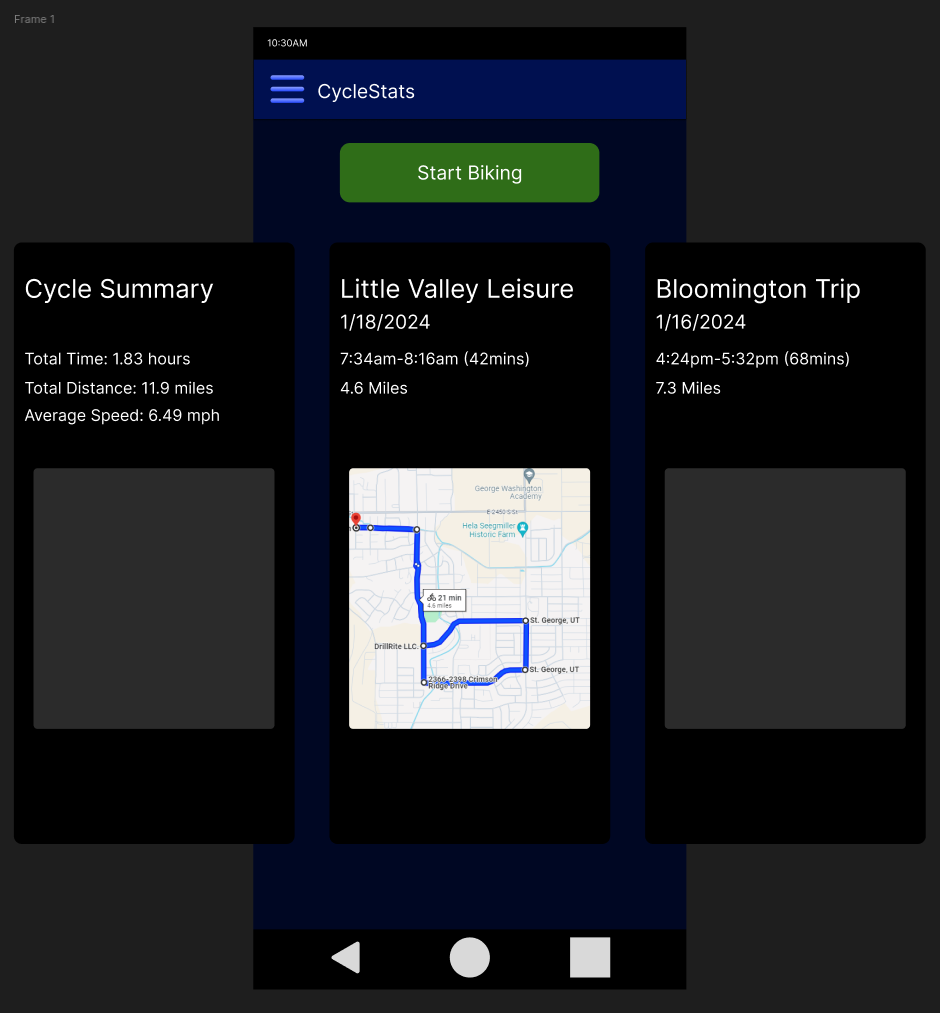 Frame 1
10:30AM
CycleStats
Start Biking
Cycle Summary
Total Time: 1.83 hours
Total Distance: 11.9 miles
Average Speed: 6.49 mph
Little Valley Leisure
1/18/2024
7:34am-8:16am (42mins)
4.6 Miles
George Washington
Academy
E 2450 S St
Hela Seegmiller
Historic Farm
21 min
4.6 miles
St. George, UT
DrillRite LLC.
St. George, UT
2366-2398 Crimson
Ridge Drive
Bloomington Trip
1/16/2024
4:24pm-5:32pm (68mins)
7.3 Miles